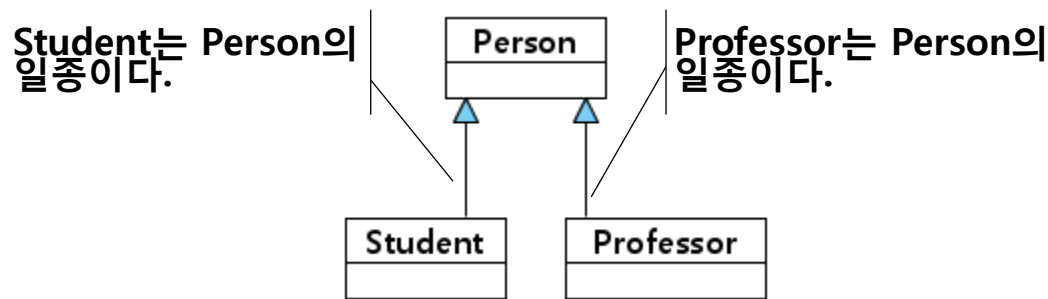 Student는 Person의
일종이다.
Person
Professor는 Person의
일종이다.
Student
Professor